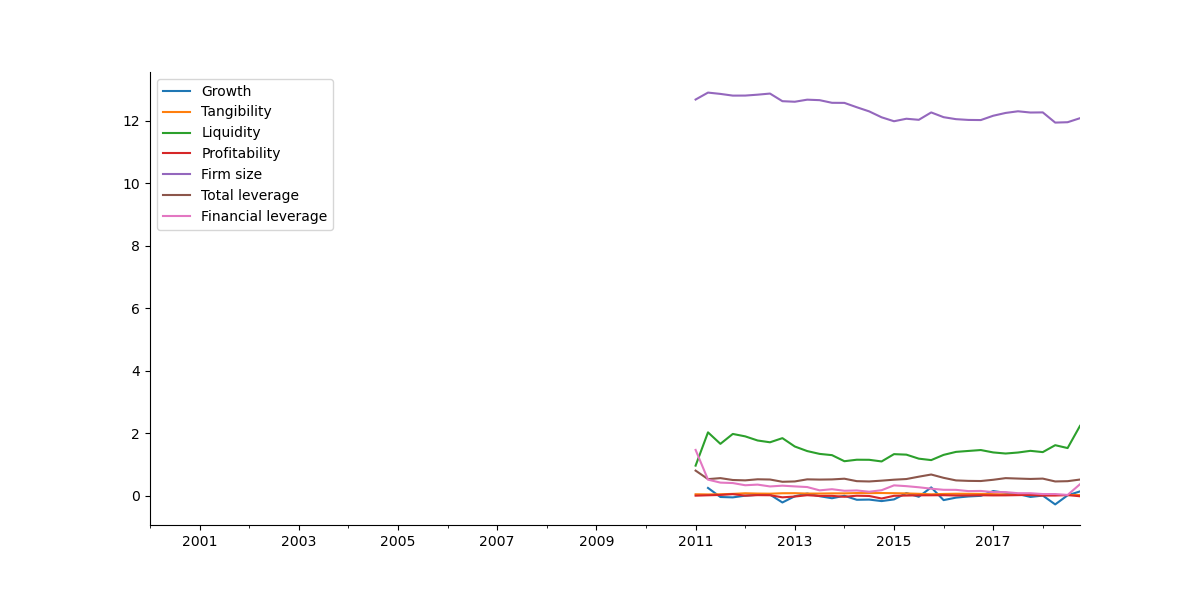 Growth
Tangibility
Liquidity
Profitability
Firm size
Total leverage
Financial leverage
12
10
8
6
4
2
0
2001 2003 2005 2007 2009 2011 2013 2015 2017